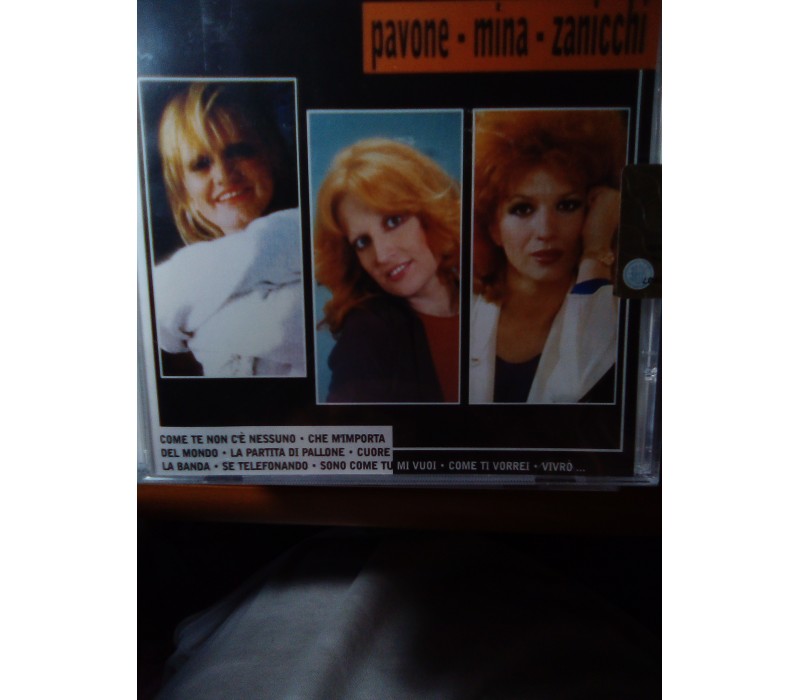 pavone - mina - zanicchi
COME TE NON C'È NESSUNO • CHE M'IMPORTA
DEL MONDO • LA PARTITA DI PALLONE • CUORE
LA BANDA • SE TELEFONANDO • SONO COME TU MI VUOI • COME TI VORREI • VIVRÒ ...